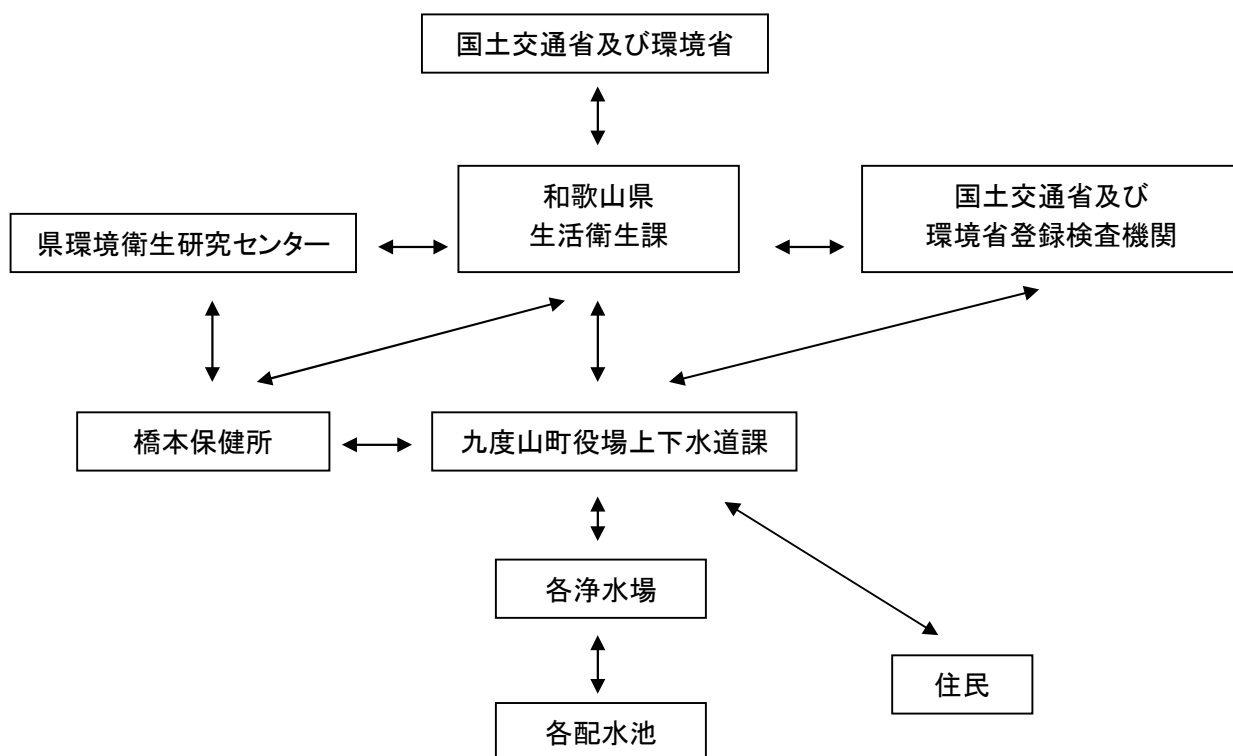 国土交通省及び環境省
和歌山県
生活衛生課
国土交通省及び
環境省登録検査機関
県環境衛生研究センター
橋本保健所
九度山町役場上下水道課
各浄水場
住民
各配水池